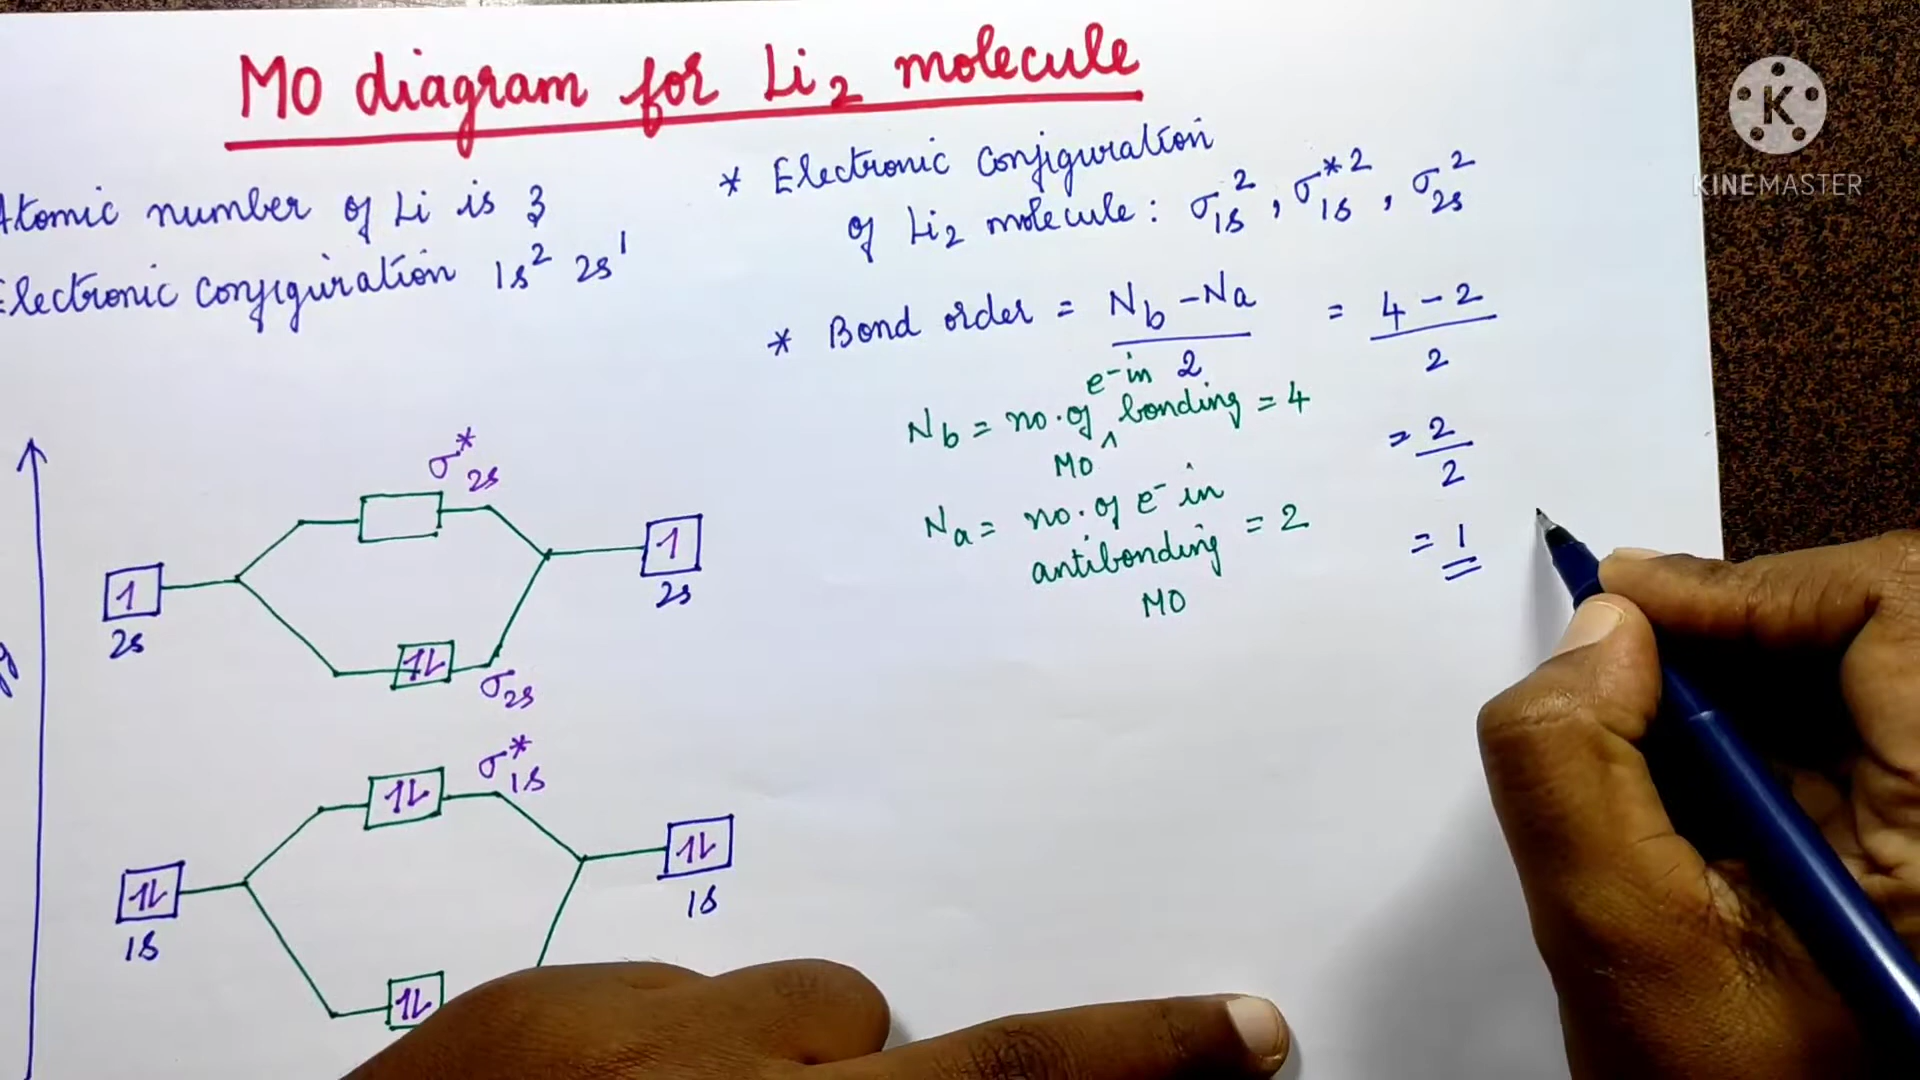 MO diagram for Li₂ molecule
Atomic number of Li is 3
Electronic configuration 1s² 2s¹
* Electronic configuration
of Li₂ molecule: σ1s², σ*1s², σ2s²
* Bond order = Nb - Na / 2 = 4 - 2 / 2
Nb = no. of e⁻ in bonding MO = 4
= 2 / 2
Na = no. of e⁻ in
antibonding = 2
MO
= 1
σ*2s
1
2s
1
2s
1L
σ2s
σ*1s
1L
1L
1s
1L
1s
1L
KINEMASTER
K